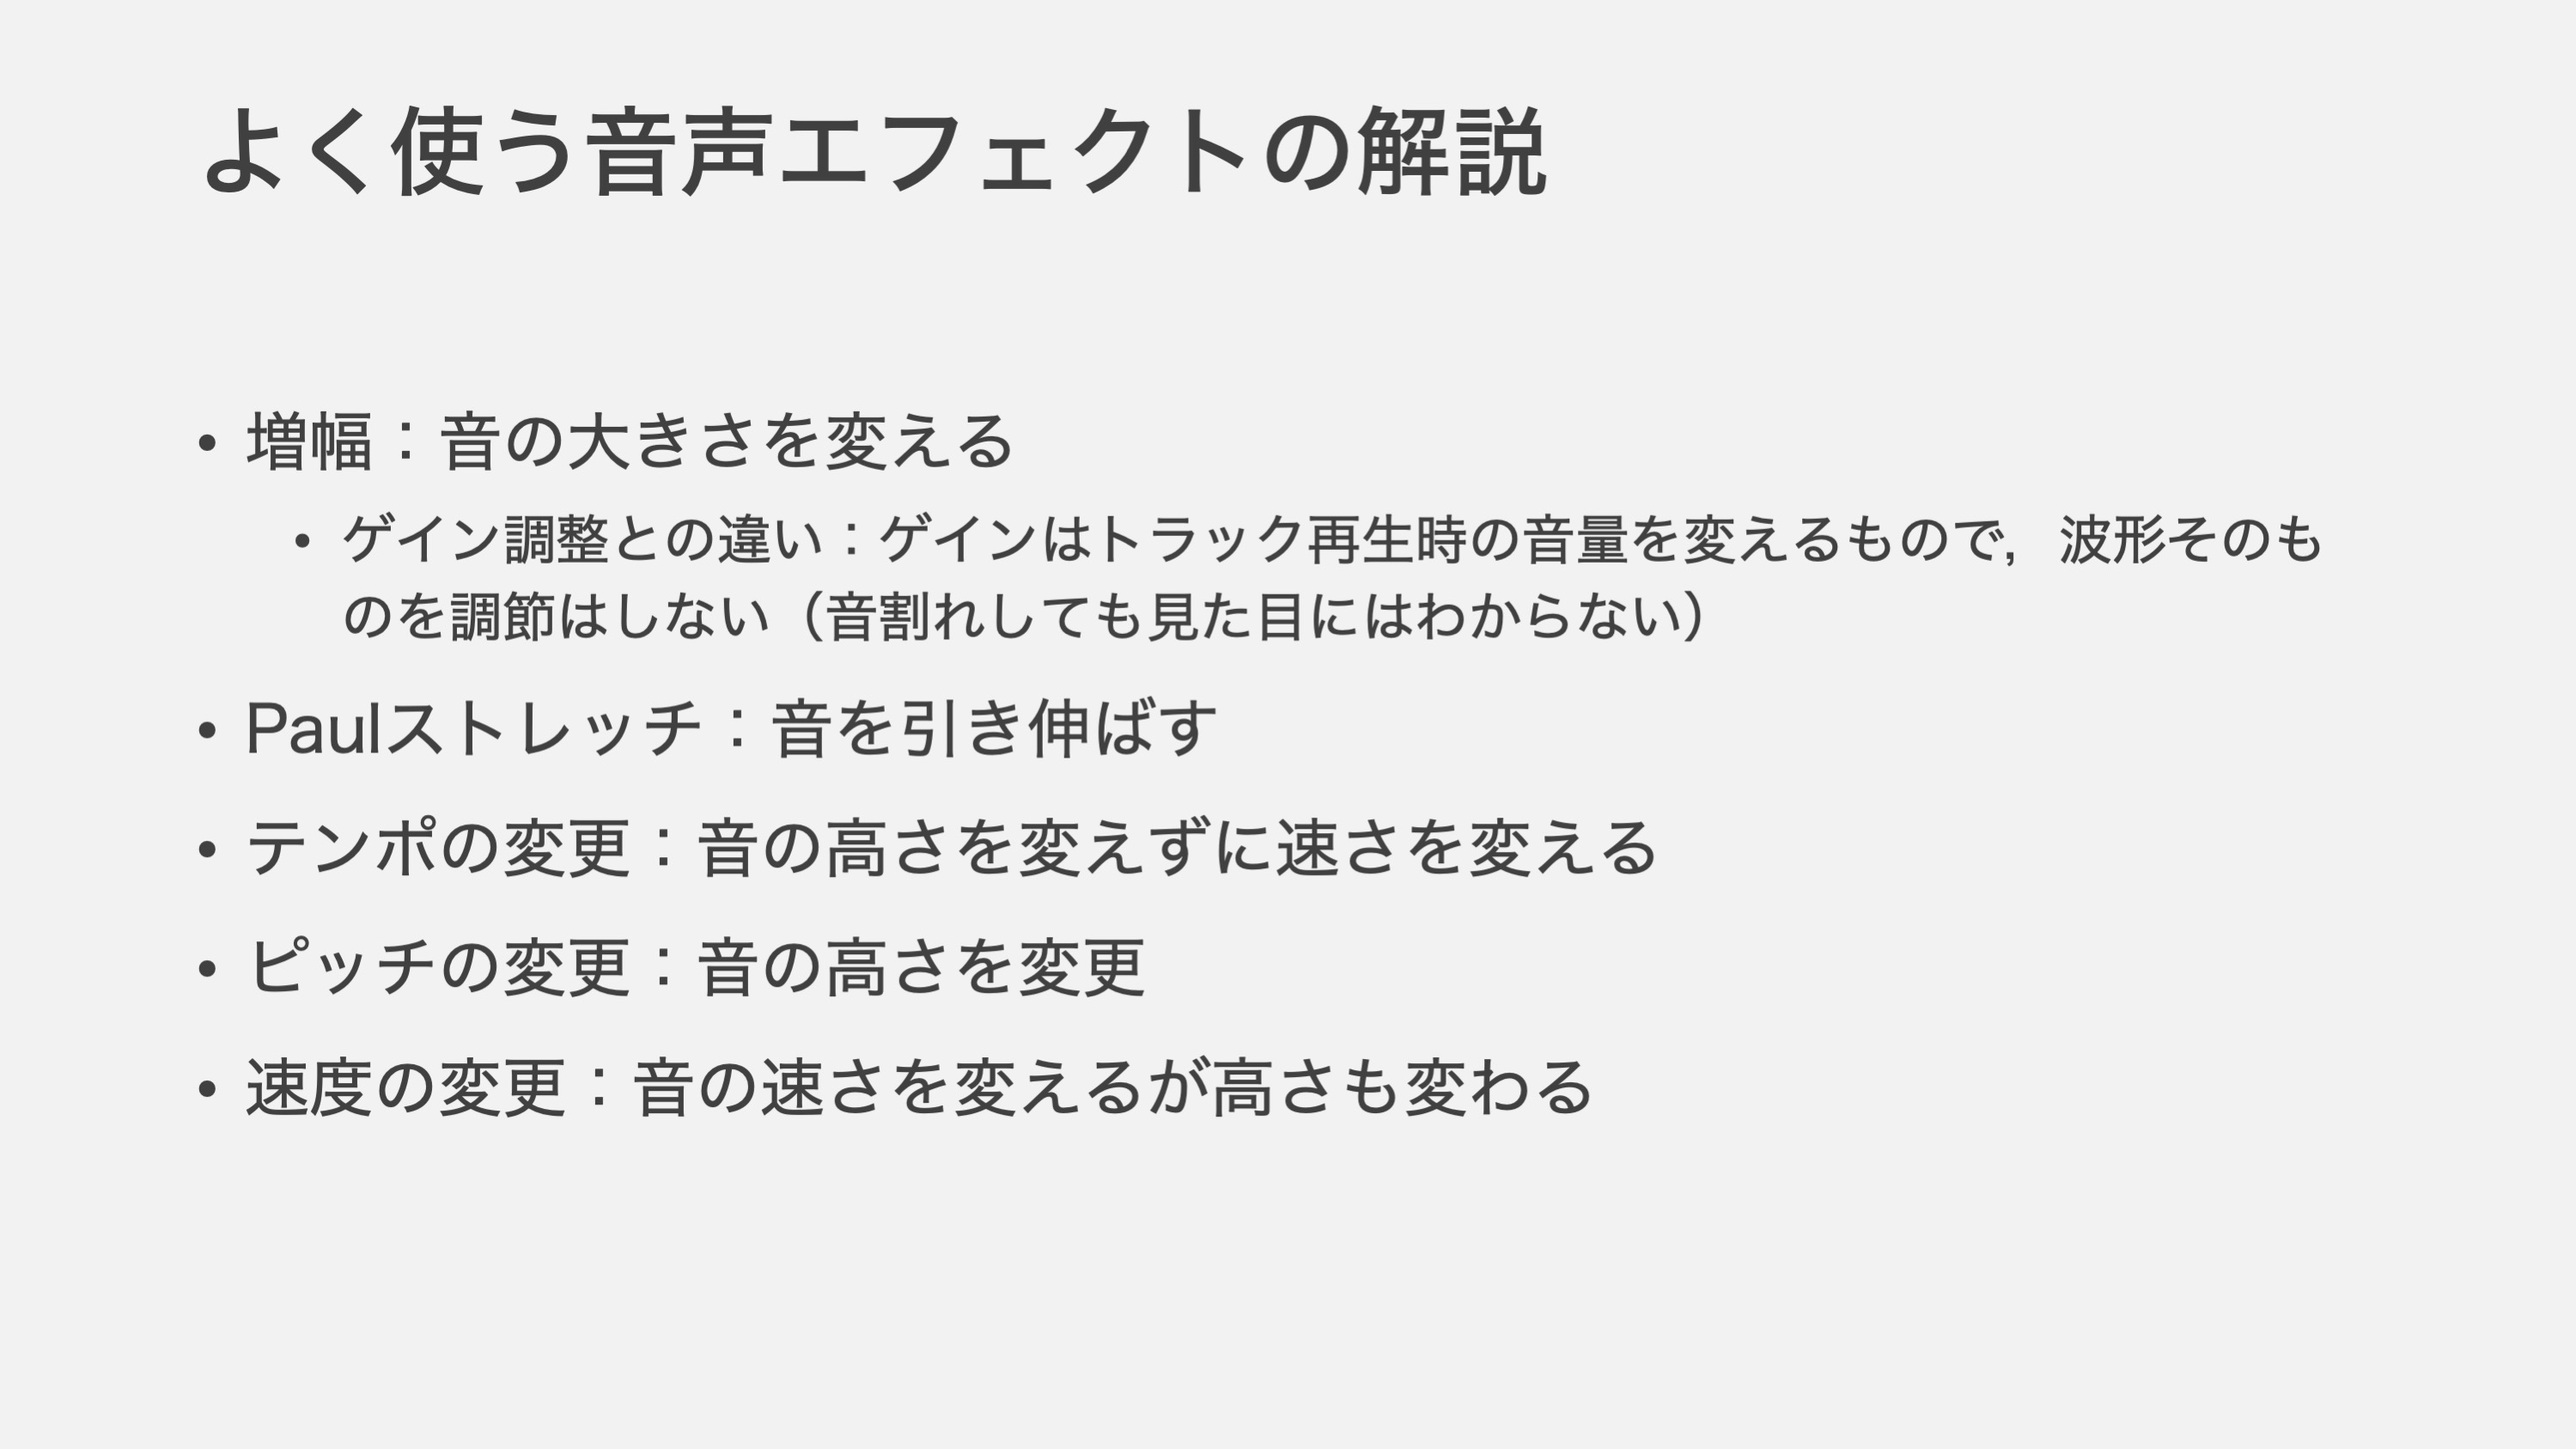 よく使う音声エフェクトの解説
• 増幅：音の大きさを変える
• ゲイン調整との違い：ゲインはトラック再生時の音量を変えるもので，波形そのも
のを調節はしない（音割れしても見た目にはわからない）
• Paulストレッチ：音を引き伸ばす
• テンポの変更：音の高さを変えずに速さを変える
• ピッチの変更：音の高さを変更
• 速度の変更：音の速さを変えるが高さも変わる